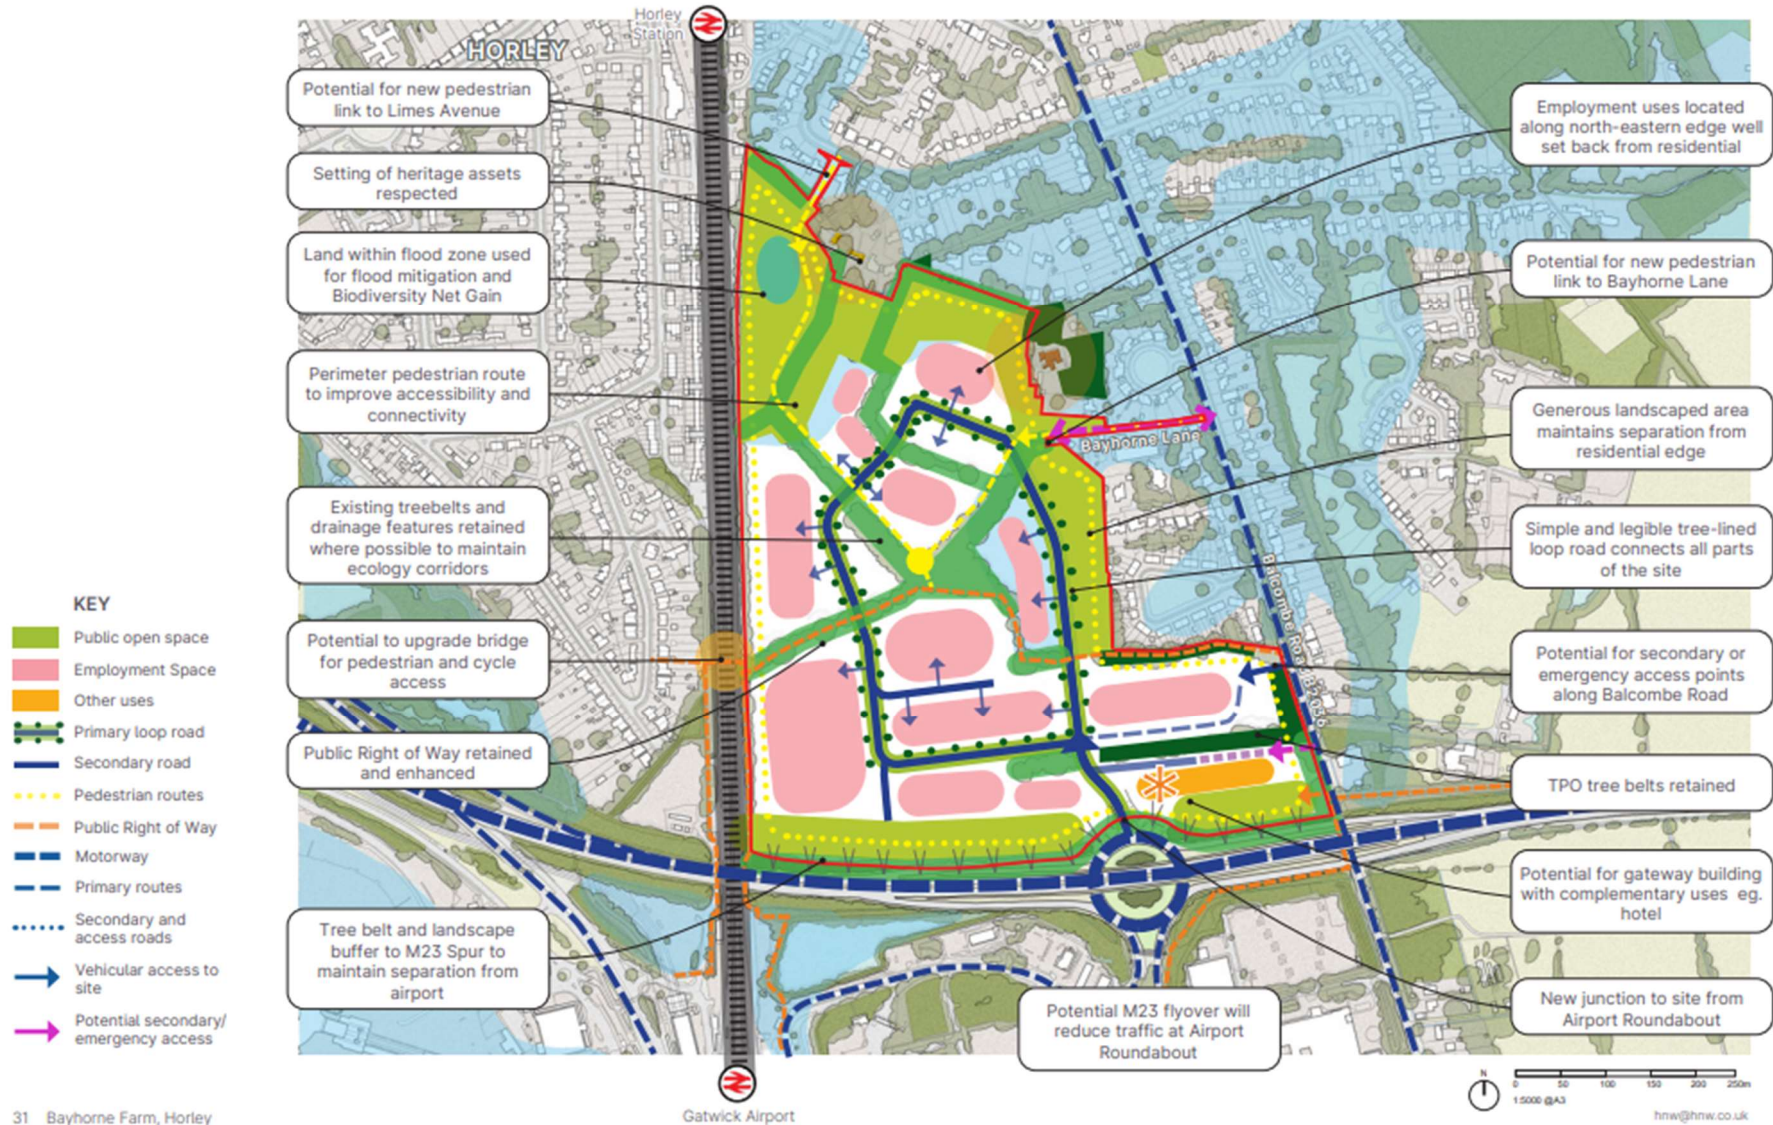 Horley
Station
HORLEY
Potential for new pedestrian
link to Limes Avenue
Setting of heritage assets
respected
Land within flood zone used
for flood mitigation and
Biodiversity Net Gain
Perimeter pedestrian route
to improve accessibility and
connectivity
Existing treebelts and
drainage features retained
where possible to maintain
ecology corridors
Potential to upgrade bridge
for pedestrian and cycle
access
Public Right of Way retained
and enhanced
Tree belt and landscape
buffer to M23 Spur to
maintain separation from
airport
Employment uses located
along north-eastern edge well
set back from residential
Potential for new pedestrian
link to Bayhorne Lane
Generous landscaped area
maintains separation from
residential edge
Simple and legible tree-lined
loop road connects all parts
of the site
Potential for secondary or
emergency access points
along Balcombe Road
TPO tree belts retained
Potential for gateway building
with complementary uses eg.
hotel
New junction to site from
Airport Roundabout
Potential M23 flyover will
reduce traffic at Airport
Roundabout
Bayhorne Lane
Balcombe Road B2036
KEY
Public open space
Employment Space
Other uses
Primary loop road
Secondary road
Pedestrian routes
Public Right of Way
Motorway
Primary routes
Secondary and
access roads
Vehicular access to
site
Potential secondary/
emergency access
Gatwick Airport
N
0 50 100 150 200 250m
1:5000 @A3
31 Bayhorne Farm, Horley
hnw@hnw.co.uk